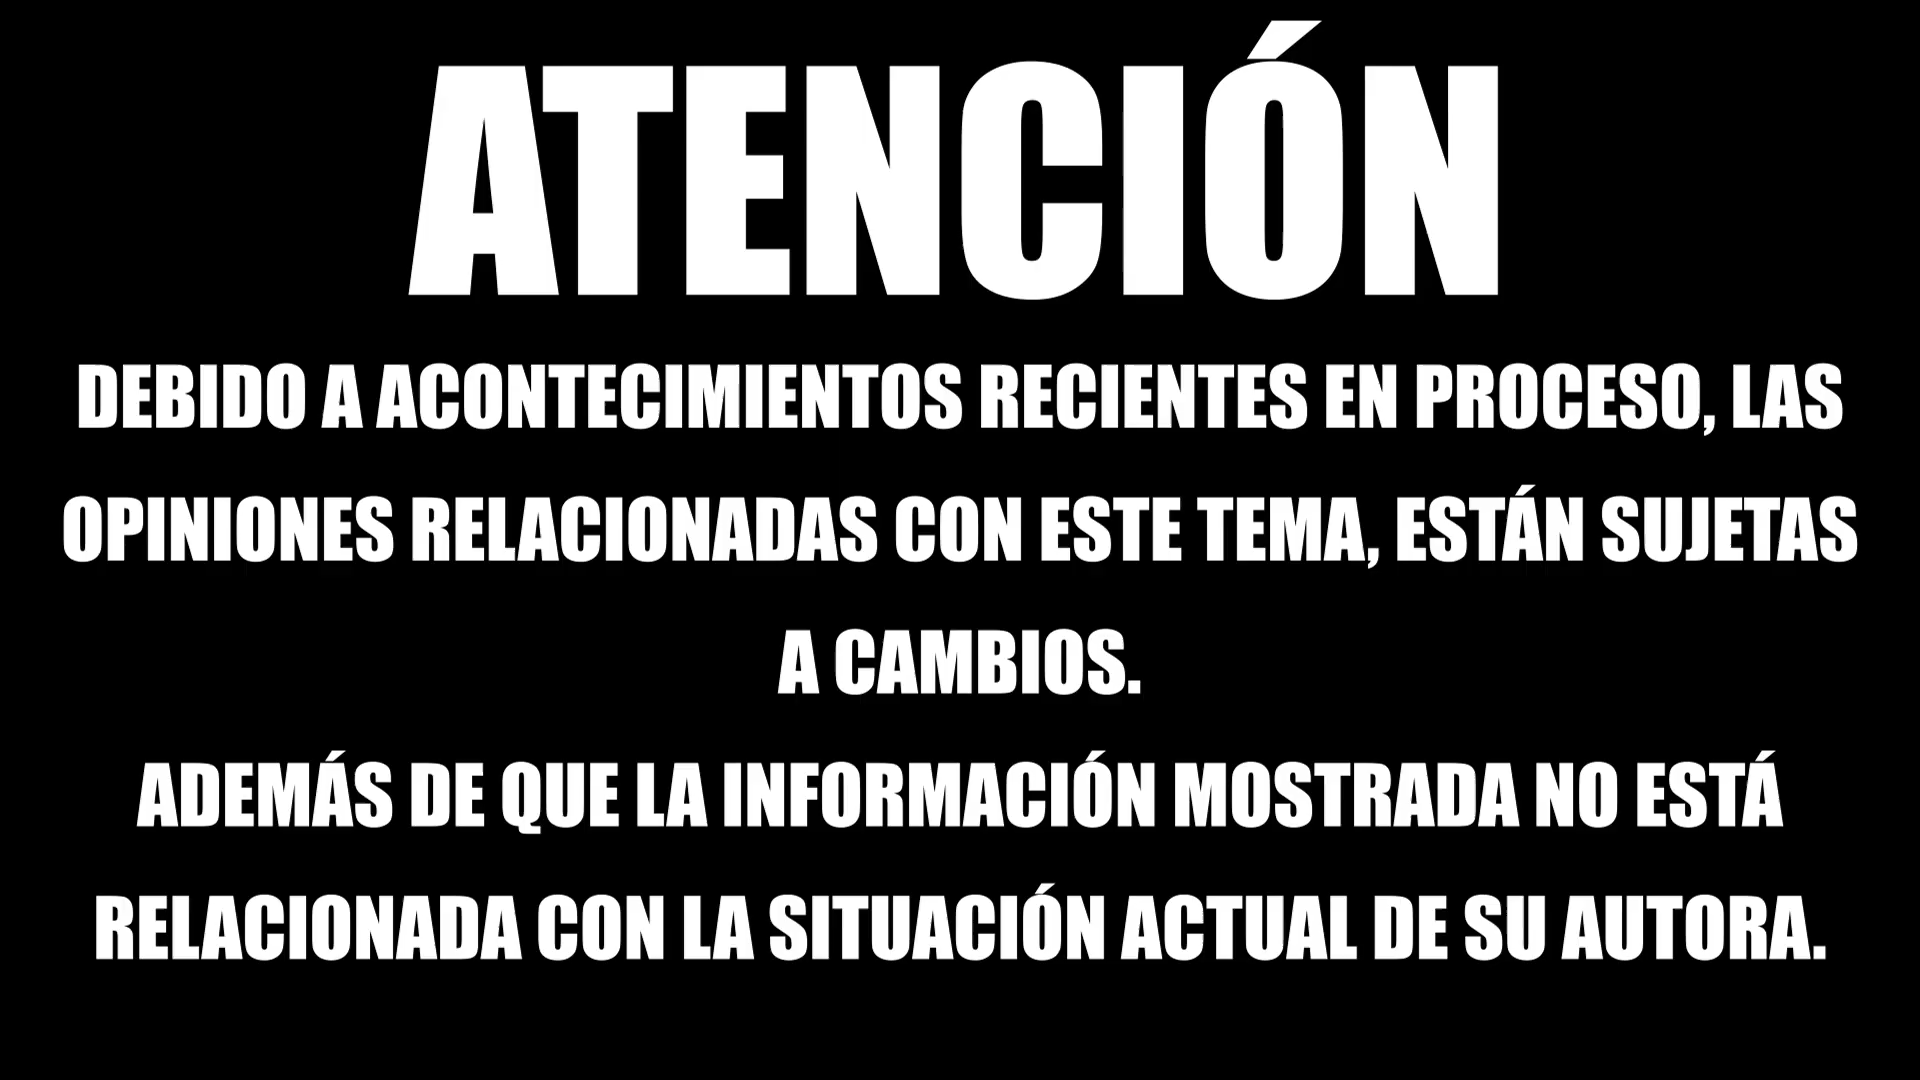 ATENCIÓN
DEBIDO A ACONTECIMIENTOS RECIENTES EN PROCESO, LAS
OPINIONES RELACIONADAS CON ESTE TEMA, ESTÁN SUJETAS
A CAMBIOS.
ADEMÁS DE QUE LA INFORMACIÓN MOSTRADA NO ESTÁ
RELACIONADA CON LA SITUACIÓN ACTUAL DE SU AUTORA.